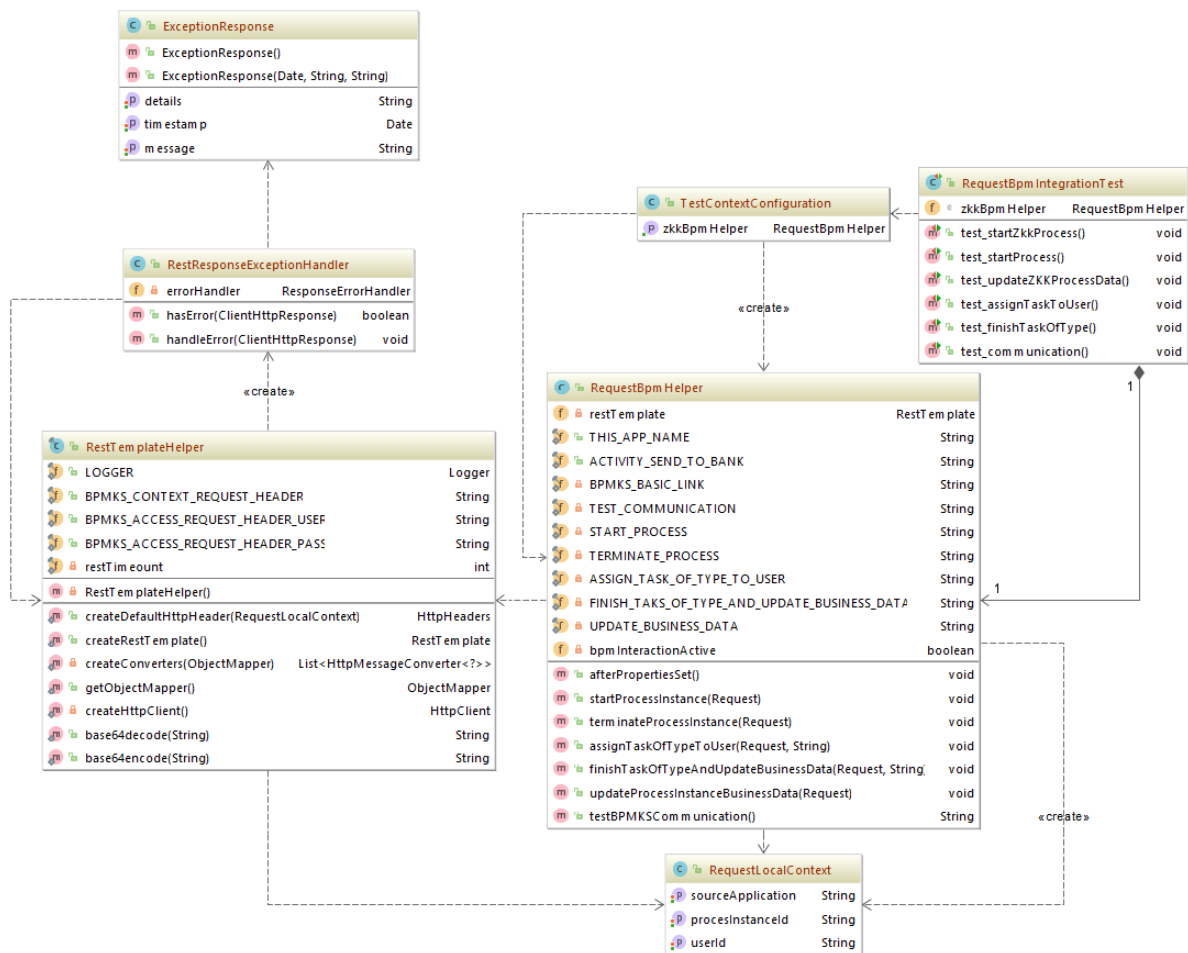 ExceptionResponse
ExceptionResponse()
ExceptionResponse(Date, String, String)
details String
timestamp Date
message String
RestResponseExceptionHandler
errorHandler ResponseErrorHandler
hasError(ClientHttpResponse) boolean
handleError(ClientHttpResponse) void
«create»
RestTemplateHelper
LOGGER Logger
BPMKS_CONTEXT_REQUEST_HEADER String
BPMKS_ACCESS_REQUEST_HEADER_USER String
BPMKS_ACCESS_REQUEST_HEADER_PASS String
restTimeount int
RestTemplateHelper()
createDefaultHttpHeader(RequestLocalContext) HttpHeaders
createRestTemplate() RestTemplate
createConverters(ObjectMapper) List<HttpMessageConverter<?>>
getObjectMapper() ObjectMapper
createHttpClient() HttpClient
base64decode(String) String
base64encode(String) String
TestContextConfiguration
zkkBpmHelper RequestBpmHelper
«create»
RequestBpmIntegrationTest
zkkBpmHelper RequestBpmHelper
test_startZkkProcess() void
test_startProcess() void
test_updateZKKProcessData() void
test_assignTaskToUser() void
test_finishTaskOfType() void
test_communication() void
1
1
RequestBpmHelper
restTemplate RestTemplate
THIS_APP_NAME String
ACTIVITY_SEND_TO_BANK String
BPMKS_BASIC_LINK String
TEST_COMMUNICATION String
START_PROCESS String
TERMINATE_PROCESS String
ASSIGN_TASK_OF_TYPE_TO_USER String
FINISH_TAKS_OF_TYPE_AND_UPDATE_BUSINESS_DATA String
UPDATE_BUSINESS_DATA String
bpmInteractionActive boolean
afterPropertiesSet() void
startProcessInstance(Request) void
terminateProcessInstance(Request) void
assignTaskOfTypeToUser(Request, String) void
finishTaskOfTypeAndUpdateBusinessData(Request, String) void
updateProcessInstanceBusinessData(Request) void
testBPMKSCommunication() String
«create»
RequestLocalContext
sourceApplication String
procesInstanceId String
userId String